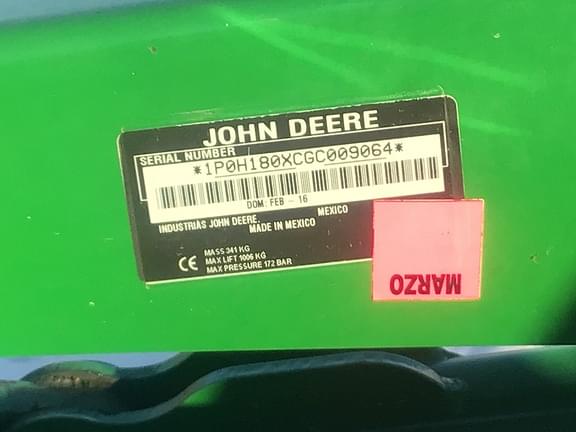 JOHN DEERE
SERIAL NUMBER
*1P0H180XCGC009064*
DOM: FEB - 16
INDUSTRIAS JOHN DEERE. MEXICO
MADE IN MEXICO
CE
MASS 341 KG
MAX LIFT 1006 KG
MAX PRESSURE 172 BAR
MARZO